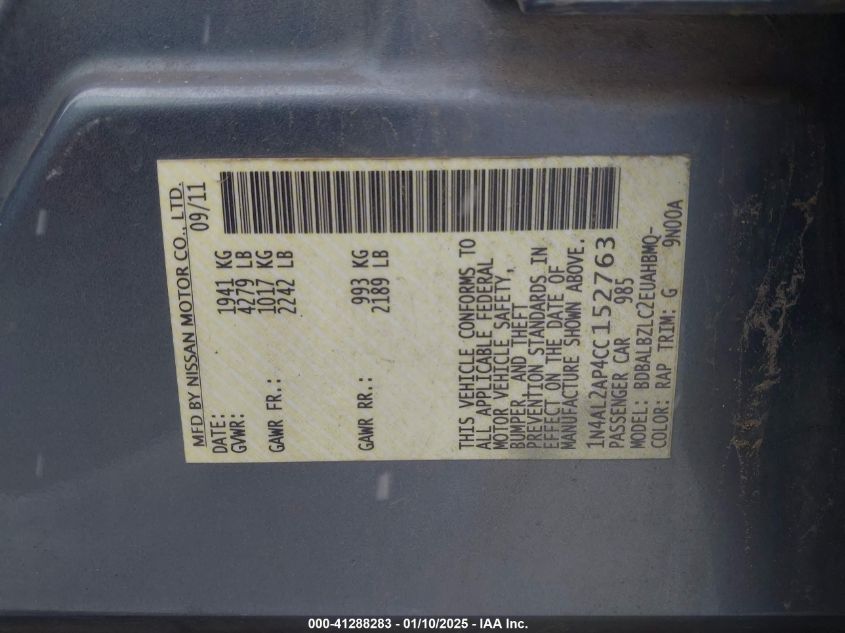 MFD BY NISSAN MOTOR CO., LTD.
DATE: 09/11
GVWR: 1941 KG
4279 LB
GAWR FR.: 1017 KG
2242 LB
GAWR RR.: 993 KG
2189 LB
THIS VEHICLE CONFORMS TO
ALL APPLICABLE FEDERAL
MOTOR VEHICLE SAFETY,
BUMPER, AND THEFT
PREVENTION STANDARDS IN
EFFECT ON THE DATE OF
MANUFACTURE SHOWN ABOVE.
1N4AL2AP4CC152763
PASSENGER CAR 985
MODEL: BDBALBZLC2EUAHBMQ-
COLOR: RAP TRIM: G 9N00A
000-41288283 - 01/10/2025 - IAA Inc.